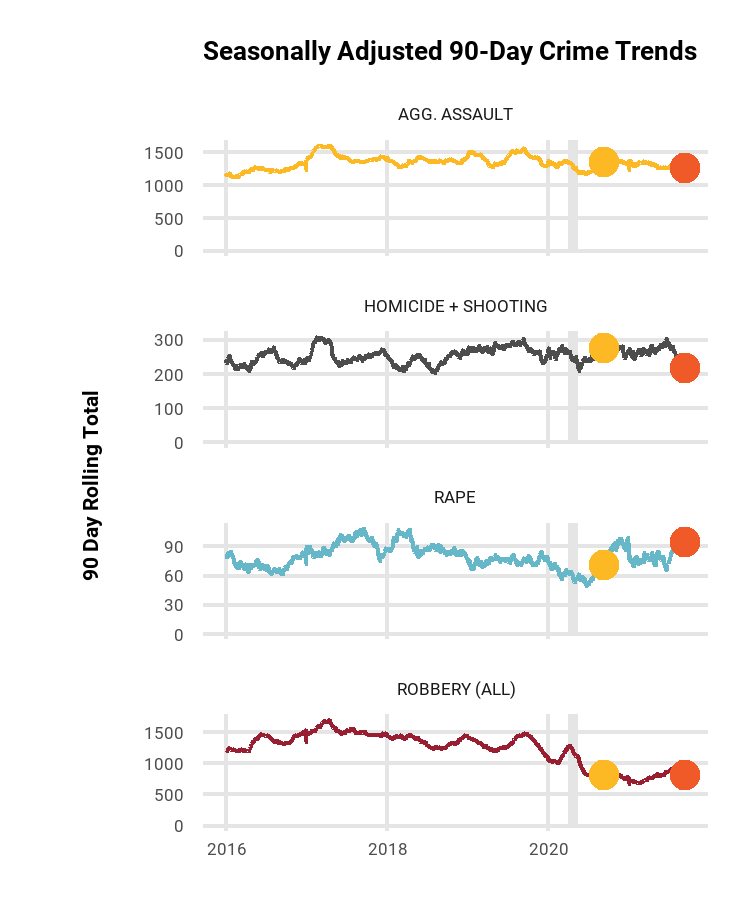 Seasonally Adjusted 90-Day Crime Trends
AGG. ASSAULT
1500
1000
500
0
HOMICIDE + SHOOTING
300
200
100
0
90 Day Rolling Total
RAPE
90
60
30
0
ROBBERY (ALL)
1500
1000
500
0
2016 2018 2020